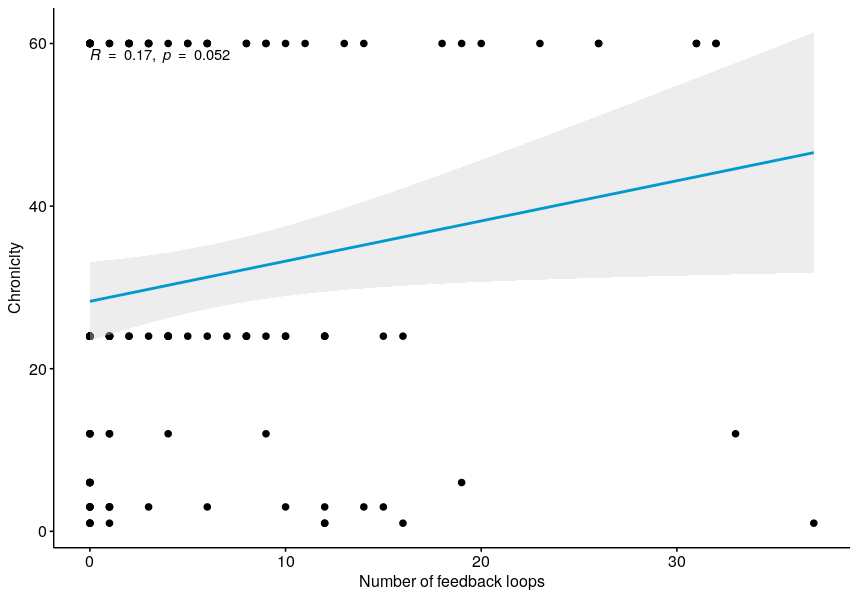 60
R = 0.17, p = 0.052
40
Chronicity
20
0
0 10 20 30
Number of feedback loops